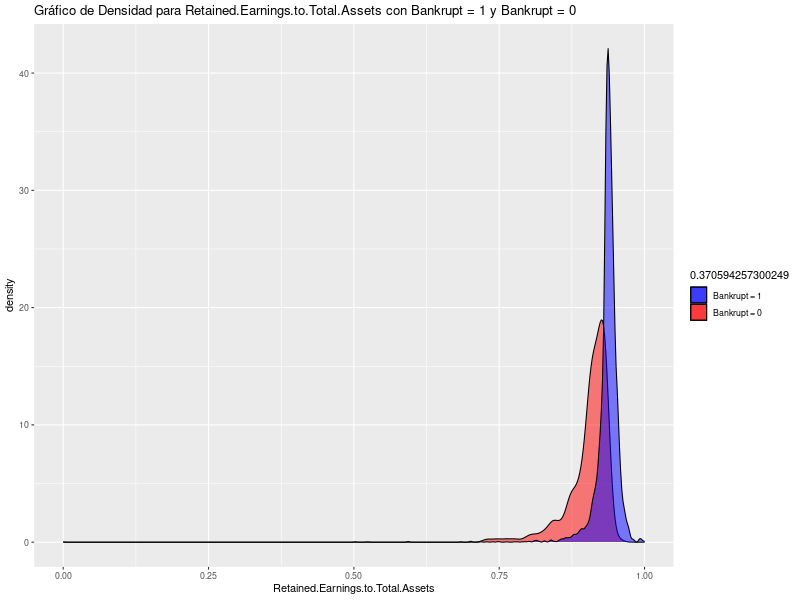 Gráfico de Densidad para Retained.Earnings.to.Total.Assets con Bankrupt = 1 y Bankrupt = 0
40
30
20
10
0
density
0.00
0.25
0.50
0.75
1.00
Retained.Earnings.to.Total.Assets
0.370594257300249
Bankrupt = 1
Bankrupt = 0